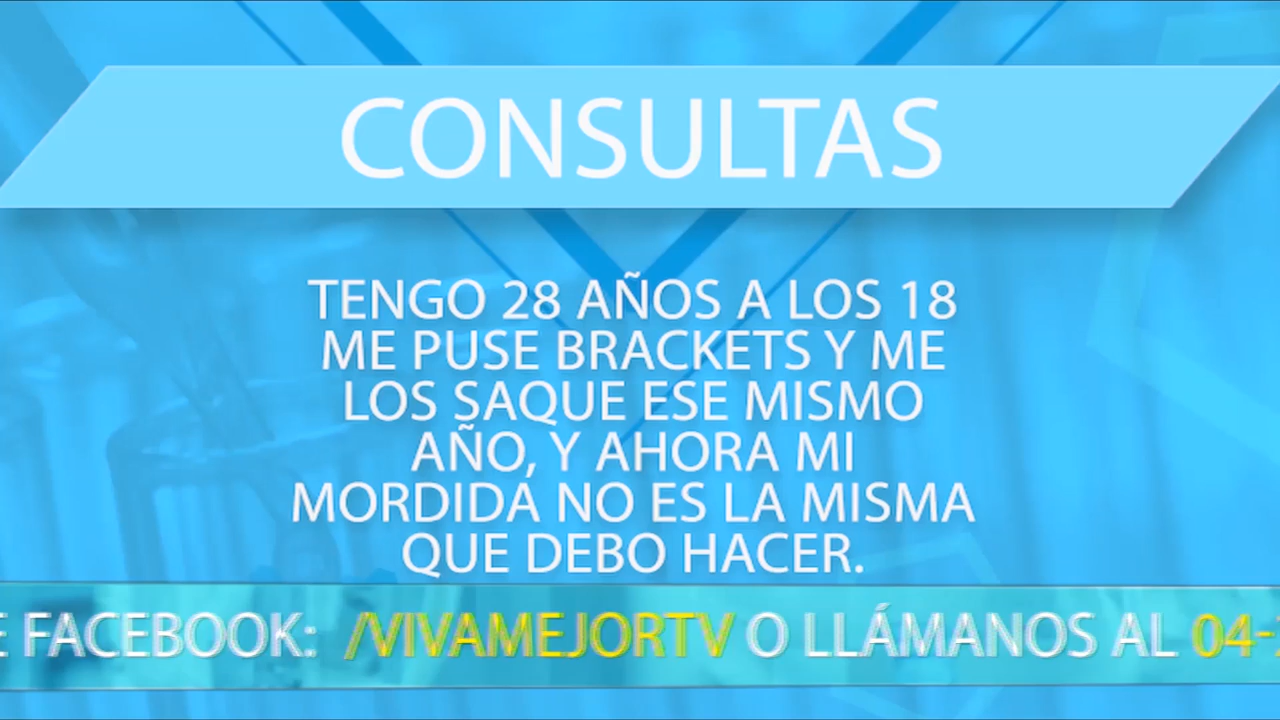 CONSULTAS
TENGO 28 AÑOS A LOS 18
ME PUSE BRACKETS Y ME
LOS SAQUE ESE MISMO
AÑO, Y AHORA MI
MORDIDA NO ES LA MISMA
QUE DEBO HACER.
FACEBOOK: /VIVAMEJORTV O LLÁMANOS AL 04-